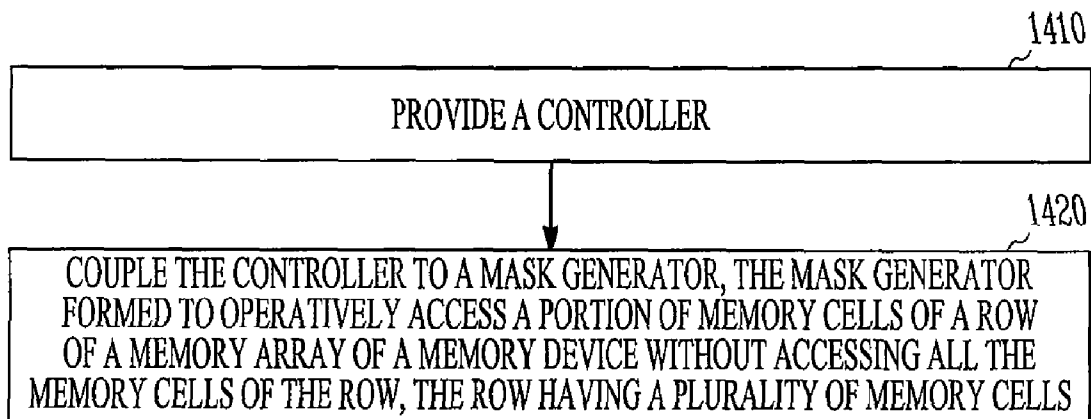 1410
PROVIDE A CONTROLLER
1420
COUPLE THE CONTROLLER TO A MASK GENERATOR, THE MASK GENERATOR
FORMED TO OPERATIVELY ACCESS A PORTION OF MEMORY CELLS OF A ROW
OF A MEMORY ARRAY OF A MEMORY DEVICE WITHOUT ACCESSING ALL THE
MEMORY CELLS OF THE ROW, THE ROW HAVING A PLURALITY OF MEMORY CELLS